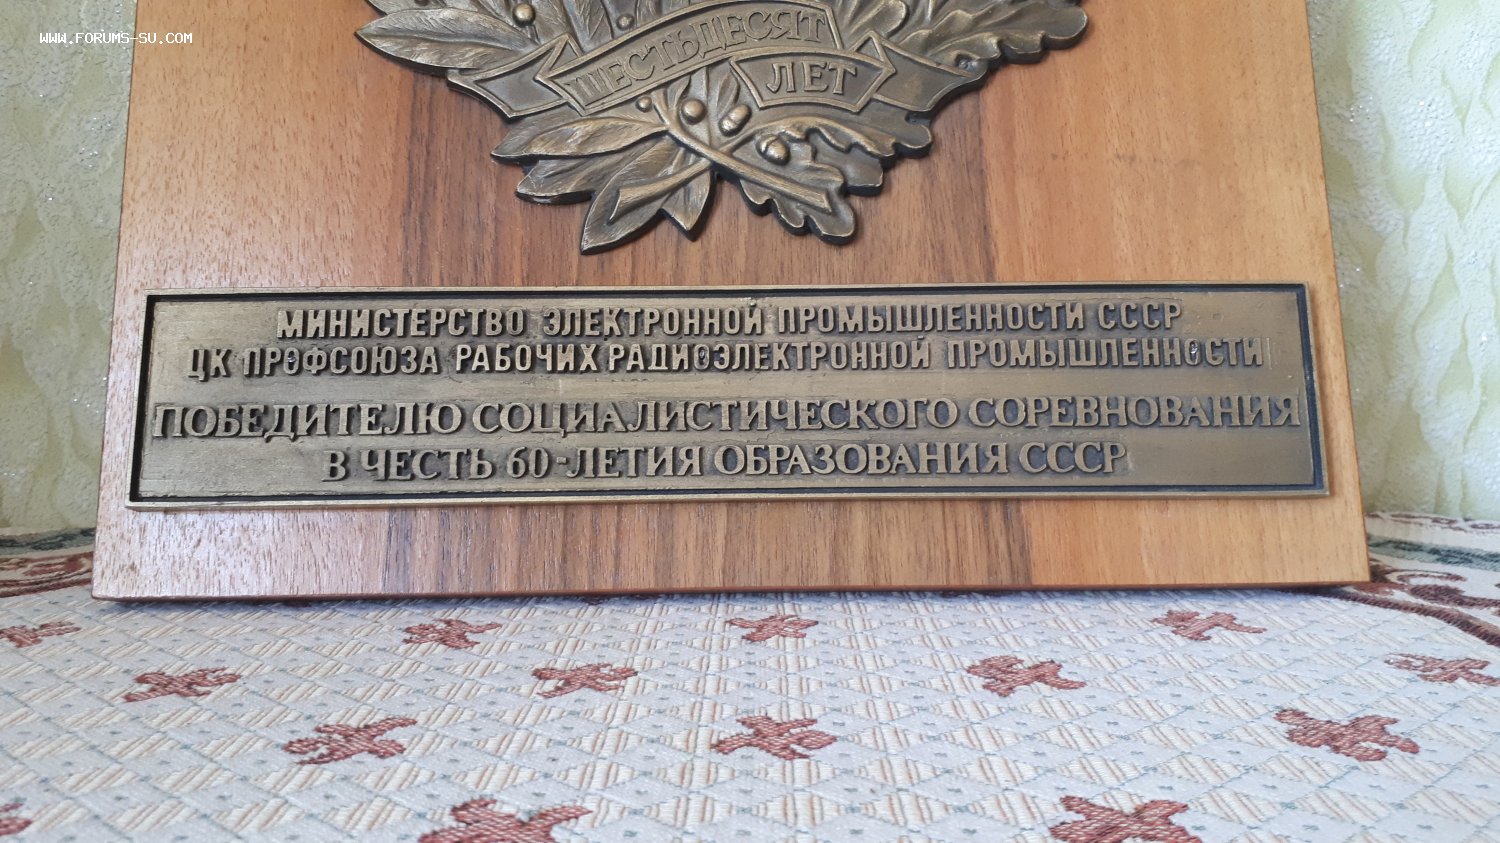 WWW.FORUMS-SU.COM
ШЕСТЬДЕСЯТ
ЛЕТ
МИНИСТЕРСТВО ЭЛЕКТРОННОЙ ПРОМЫШЛЕННОСТИ СССР
ЦК ПРОФСОЮЗА РАБОЧИХ РАДИОЭЛЕКТРОННОЙ ПРОМЫШЛЕННОСТИ
ПОБЕДИТЕЛЮ СОЦИАЛИСТИЧЕСКОГО СОРЕВНОВАНИЯ
В ЧЕСТЬ 60-ЛЕТИЯ ОБРАЗОВАНИЯ СССР